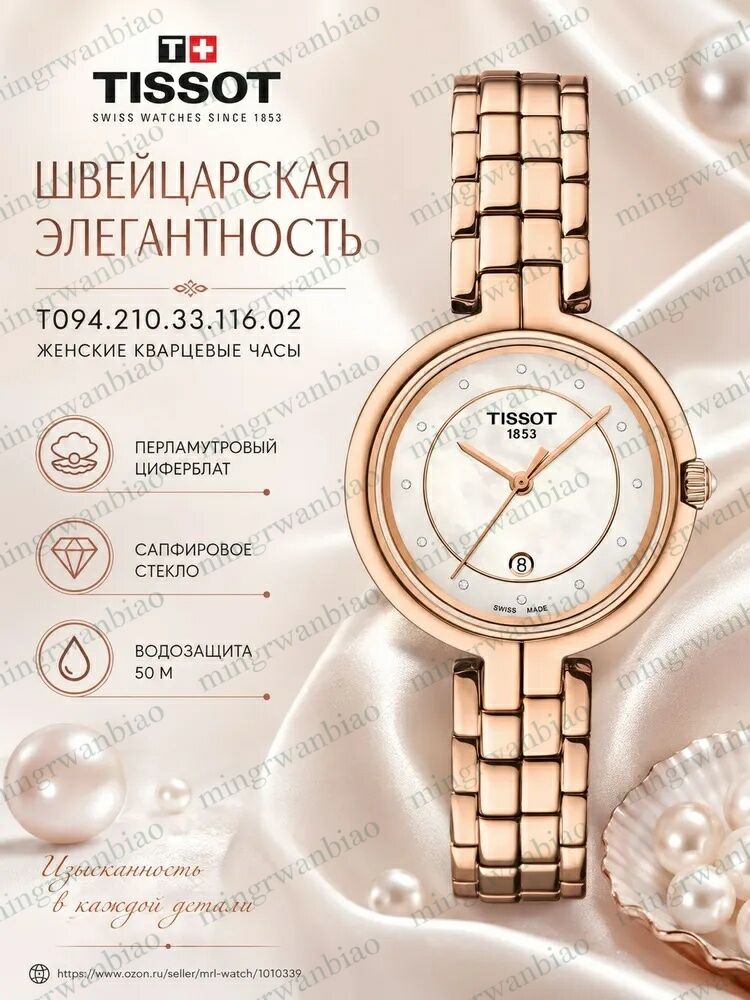 T+
TISSOT
SWISS WATCHES SINCE 1853
ШВЕЙЦАРСКАЯ
ЭЛЕГАНТНОСТЬ
T094.210.33.116.02
ЖЕНСКИЕ КВАРЦЕВЫЕ ЧАСЫ
ПЕРЛАМУТРОВЫЙ
ЦИФЕРБЛАТ
САПФИРОВОЕ
СТЕКЛО
ВОДОЗАЩИТА
50 М
TISSOT
1853
8
SWISS MADE
Изысканность
в каждой детали
https://www.ozon.ru/seller/mrl-watch/1010339
mingrwanbiao